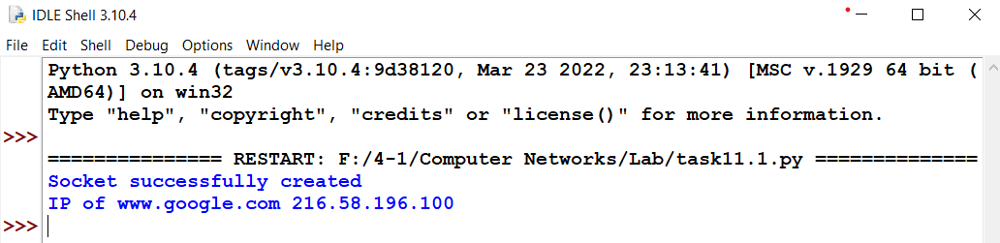 IDLE Shell 3.10.4
File Edit Shell Debug Options Window Help
Python 3.10.4 (tags/v3.10.4:9d38120, Mar 23 2022, 23:13:41) [MSC v.1929 64 bit (
AMD64)] on win32
Type "help", "copyright", "credits" or "license()" for more information.
>>>
=============== RESTART: F:/4-1/Computer Networks/Lab/task11.1.py ==============
Socket successfully created
IP of www.google.com 216.58.196.100
>>>